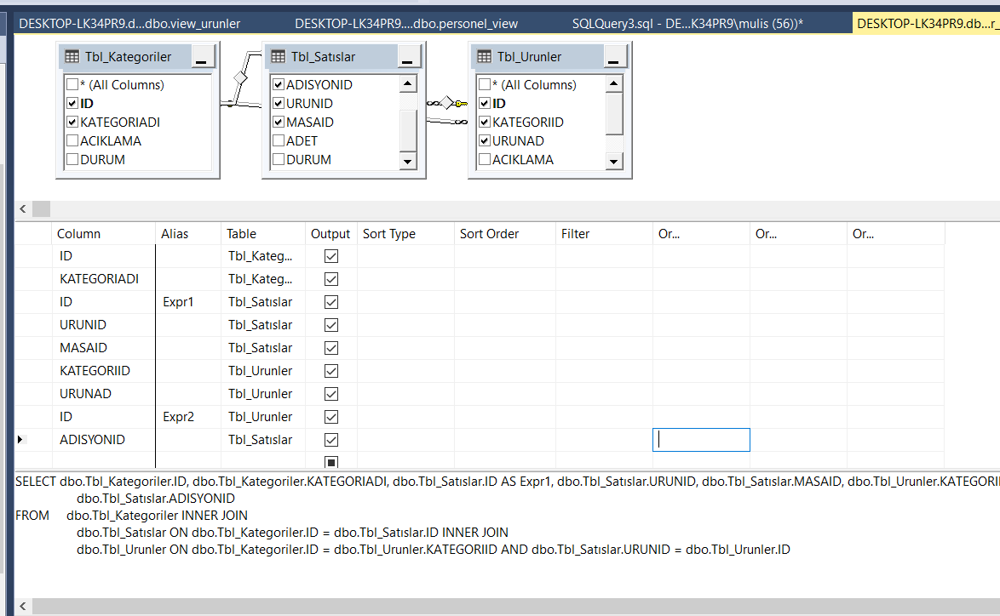 DESKTOP-LK34PR9.d...dbo.view_urunler DESKTOP-LK34PR9....dbo.personel_view SQLQuery3.sql - DE...K34PR9\mulis (56))* DESKTOP-LK34PR9.db...r_
Tbl_Kategoriler Tbl_Satıslar Tbl_Urunler
* (All Columns) ADISYONID * (All Columns)
ID URUNID ID
KATEGORIADI MASAID KATEGORIID
ACIKLAMA ADET URUNAD
DURUM DURUM ACIKLAMA
Column Alias Table Output Sort Type Sort Order Filter Or... Or... Or...
ID Tbl_Kateg...
KATEGORIADI Tbl_Kateg...
ID Expr1 Tbl_Satıslar
URUNID Tbl_Satıslar
MASAID Tbl_Satıslar
KATEGORIID Tbl_Urunler
URUNAD Tbl_Urunler
ID Expr2 Tbl_Urunler
ADISYONID Tbl_Satıslar
SELECT dbo.Tbl_Kategoriler.ID, dbo.Tbl_Kategoriler.KATEGORIADI, dbo.Tbl_Satıslar.ID AS Expr1, dbo.Tbl_Satıslar.URUNID, dbo.Tbl_Satıslar.MASAID, dbo.Tbl_Urunler.KATEGORII
dbo.Tbl_Satıslar.ADISYONID
FROM dbo.Tbl_Kategoriler INNER JOIN
dbo.Tbl_Satıslar ON dbo.Tbl_Kategoriler.ID = dbo.Tbl_Satıslar.ID INNER JOIN
dbo.Tbl_Urunler ON dbo.Tbl_Kategoriler.ID = dbo.Tbl_Urunler.KATEGORIID AND dbo.Tbl_Satıslar.URUNID = dbo.Tbl_Urunler.ID